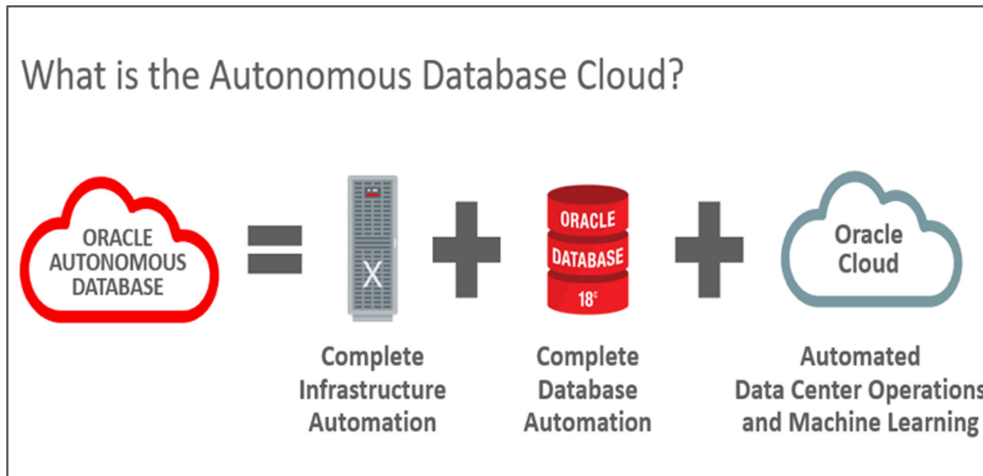 What is the Autonomous Database Cloud?
ORACLE
AUTONOMOUS
DATABASE
X
ORACLE
DATABASE
18c
Oracle
Cloud
Complete
Infrastructure
Automation
Complete
Database
Automation
Automated
Data Center Operations
and Machine Learning